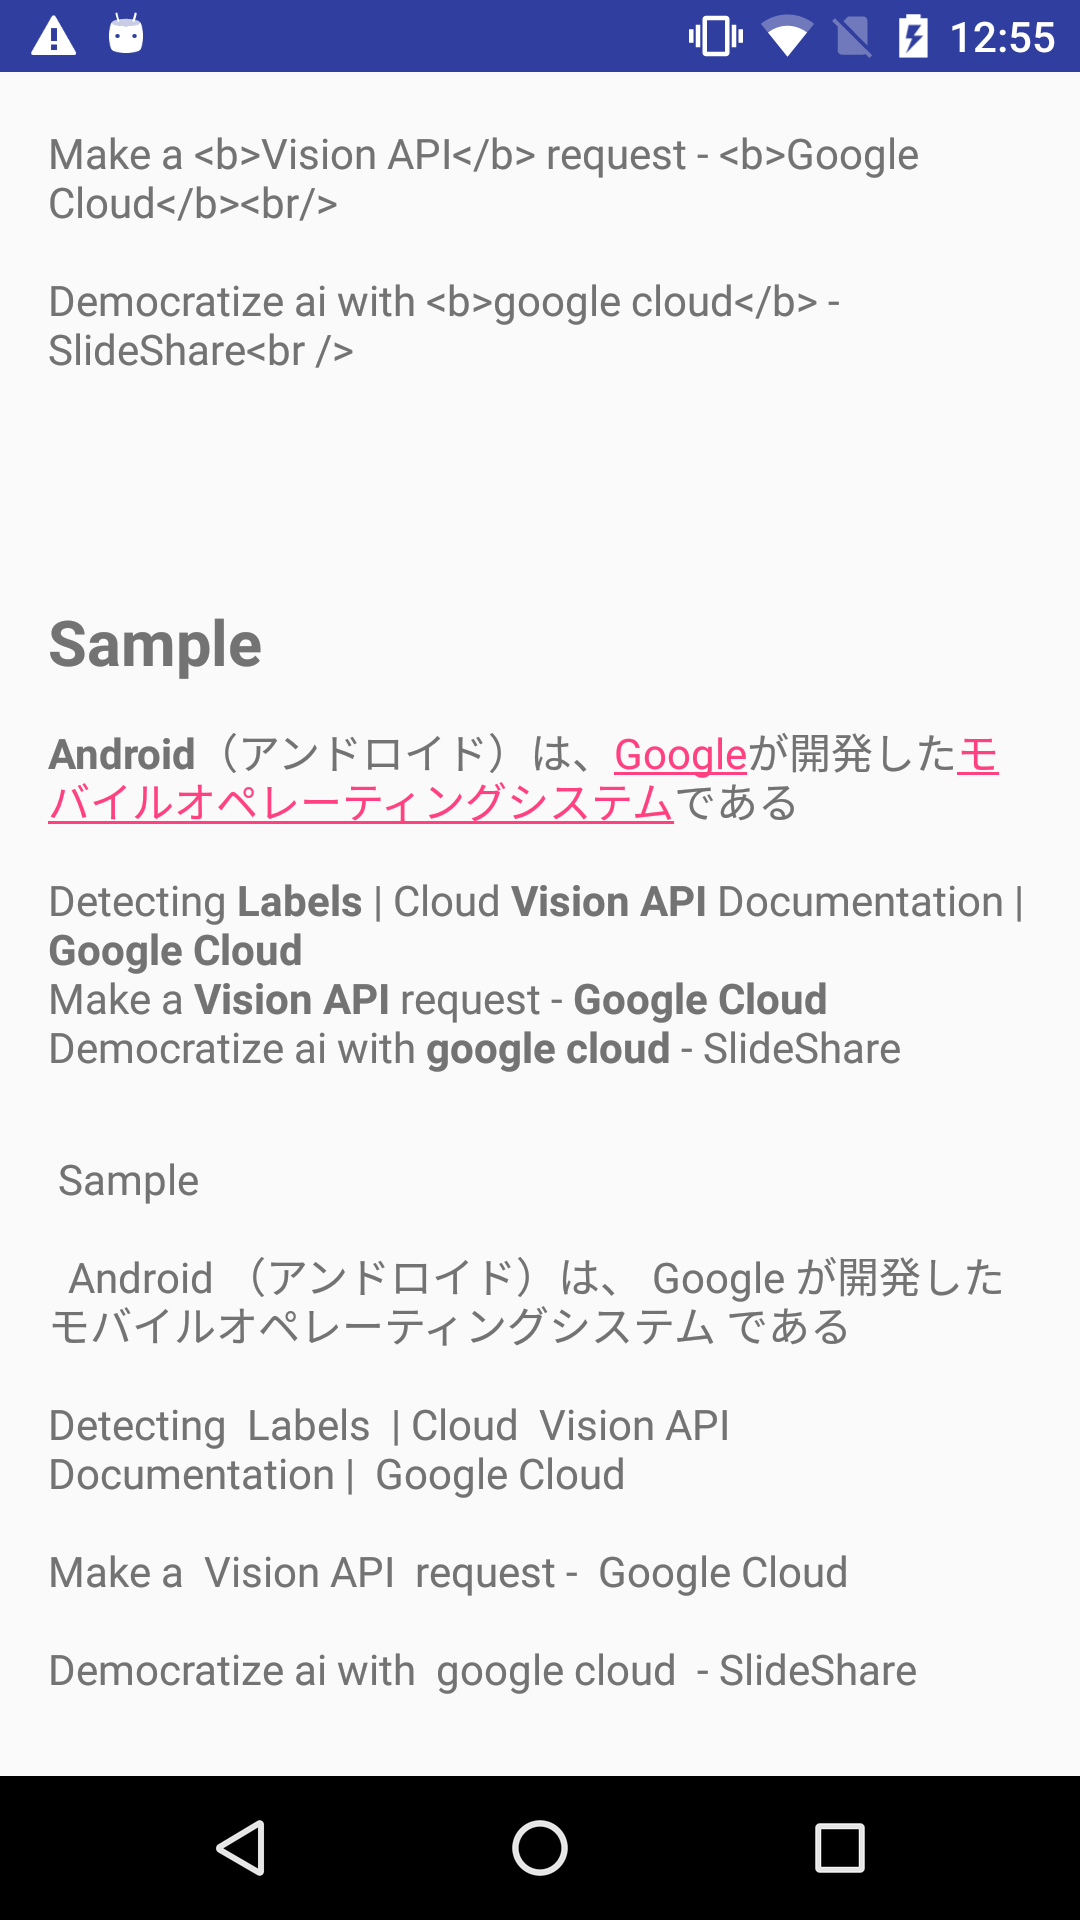 12:55
Make a <b>Vision API</b> request - <b>Google
Cloud</b><br/>
Democratize ai with <b>google cloud</b> -
SlideShare<br />
Sample
Android（アンドロイド）は、Googleが開発したモ
バイルオペレーティングシステムである
Detecting Labels | Cloud Vision API Documentation |
Google Cloud
Make a Vision API request - Google Cloud
Democratize ai with google cloud - SlideShare
Sample
Android （アンドロイド）は、 Google が開発した
モバイルオペレーティングシステム である
Detecting  Labels  | Cloud  Vision API
Documentation |  Google Cloud
Make a  Vision API  request -  Google Cloud
Democratize ai with  google cloud  - SlideShare